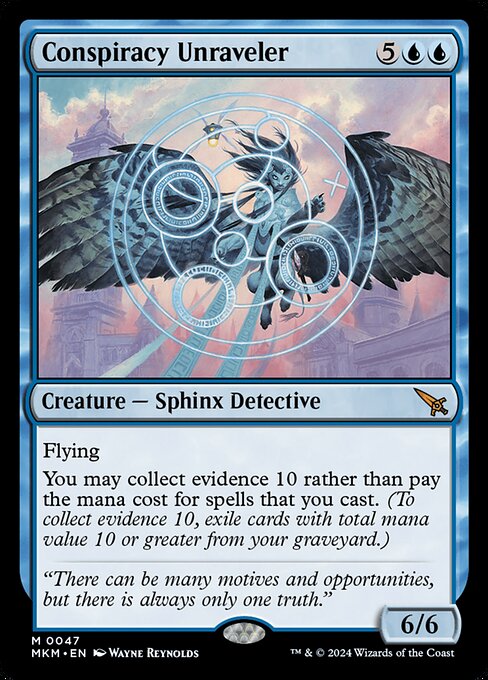 Conspiracy Unraveler 5
Creature — Sphinx Detective
Flying
You may collect evidence 10 rather than pay
the mana cost for spells that you cast. (To
collect evidence 10, exile cards with total mana
value 10 or greater from your graveyard.)
“There can be many motives and opportunities,
but there is always only one truth.”
6/6
M 0047
MKM • EN Wayne Reynolds
™ & © 2024 Wizards of the Coast